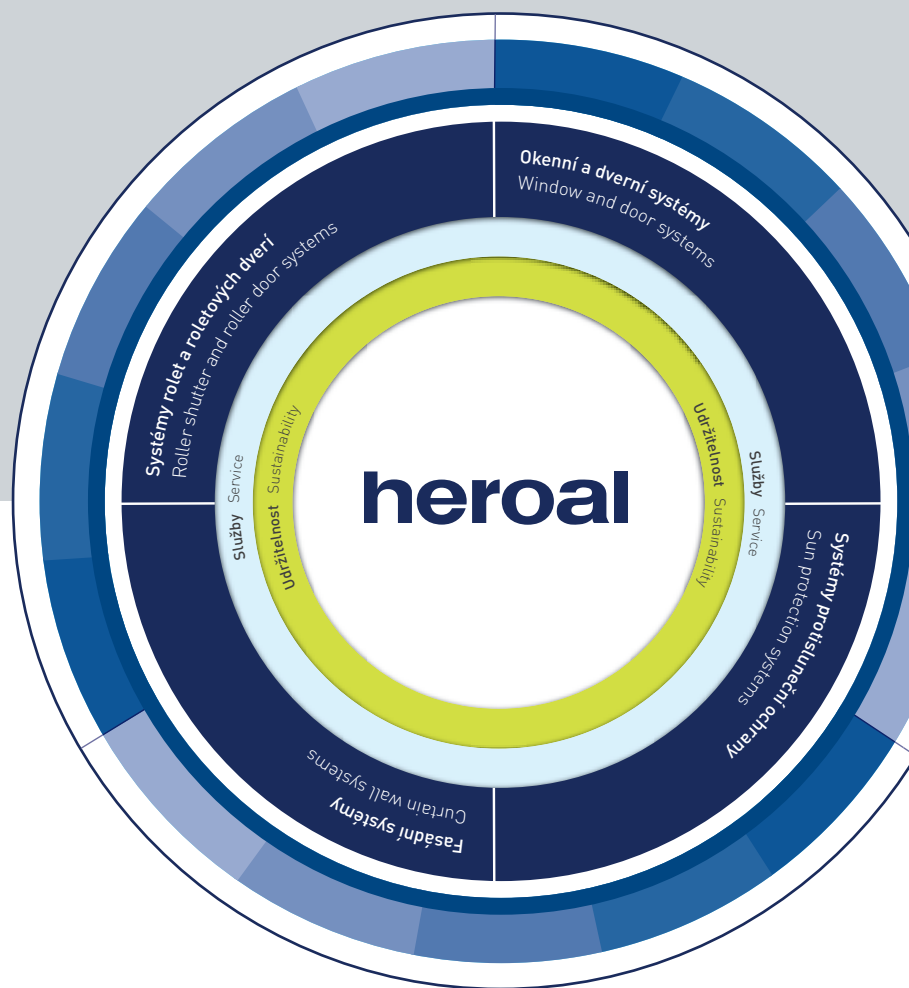 Okenní a dverní systémy
Window and door systems
Systémy rolet a roletových dverí
Roller shutter and roller door systems
Služby Service
Udržitelnost Sustainability
heroal
Udržitelnost Sustainability
Služby Service
Systémy protisluneční ochrany
Sun protection systems
Fasádní systémy
Curtain wall systems